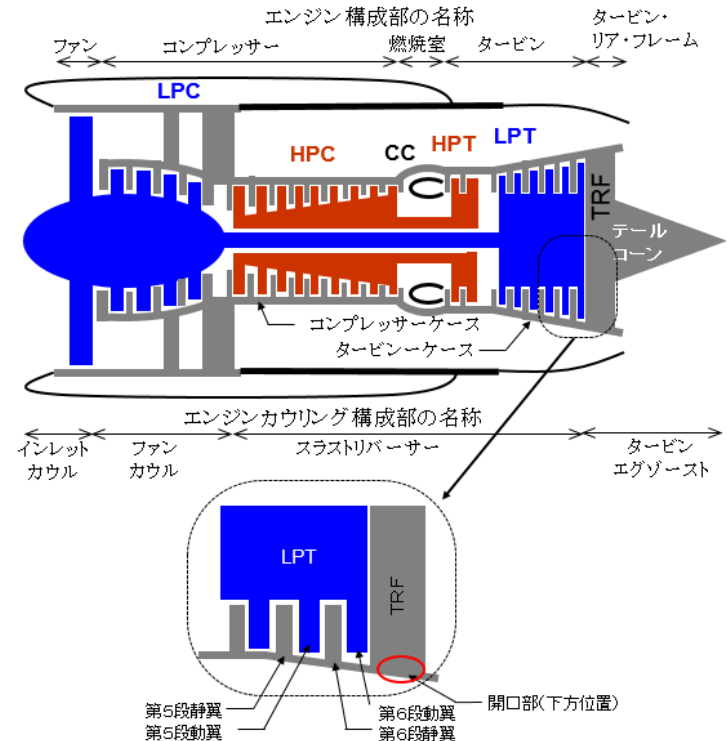 エンジン構成部の名称
ファン
コンプレッサー
燃焼室
タービン
タービン・
リア・フレーム
LPC
HPC
CC
HPT
LPT
TRF
テール
コーン
コンプレッサーケース
タービンーケース
エンジンカウリング構成部の名称
インレット
カウル
ファン
カウル
スラストリバーサー
タービン
エグゾースト
LPT
TRF
第5段静翼
第5段動翼
第6段動翼
第6段静翼
開口部(下方位置)